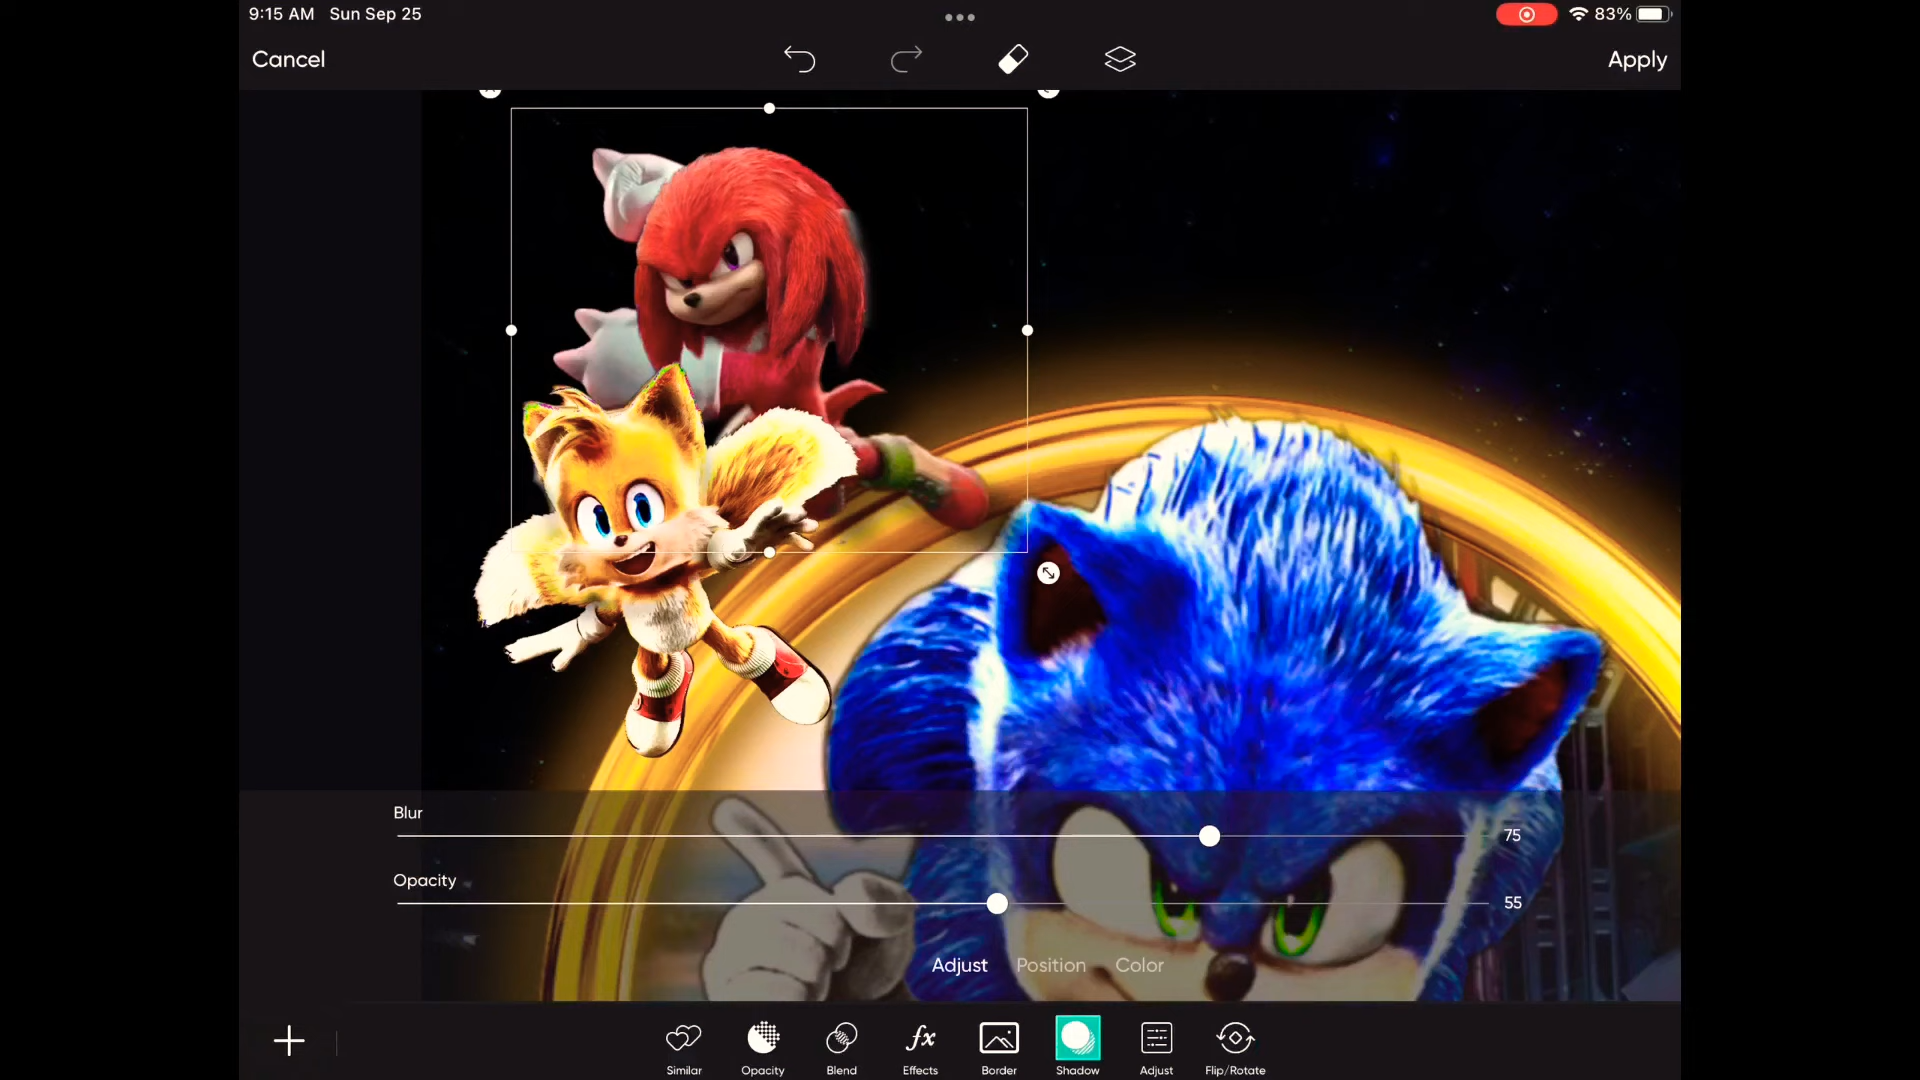 9:15 AM Sun Sep 25
83%
Cancel
Apply
Blur
75
Opacity
55
Adjust Position Color
Similar Opacity Blend Effects Border Shadow Adjust Flip/Rotate